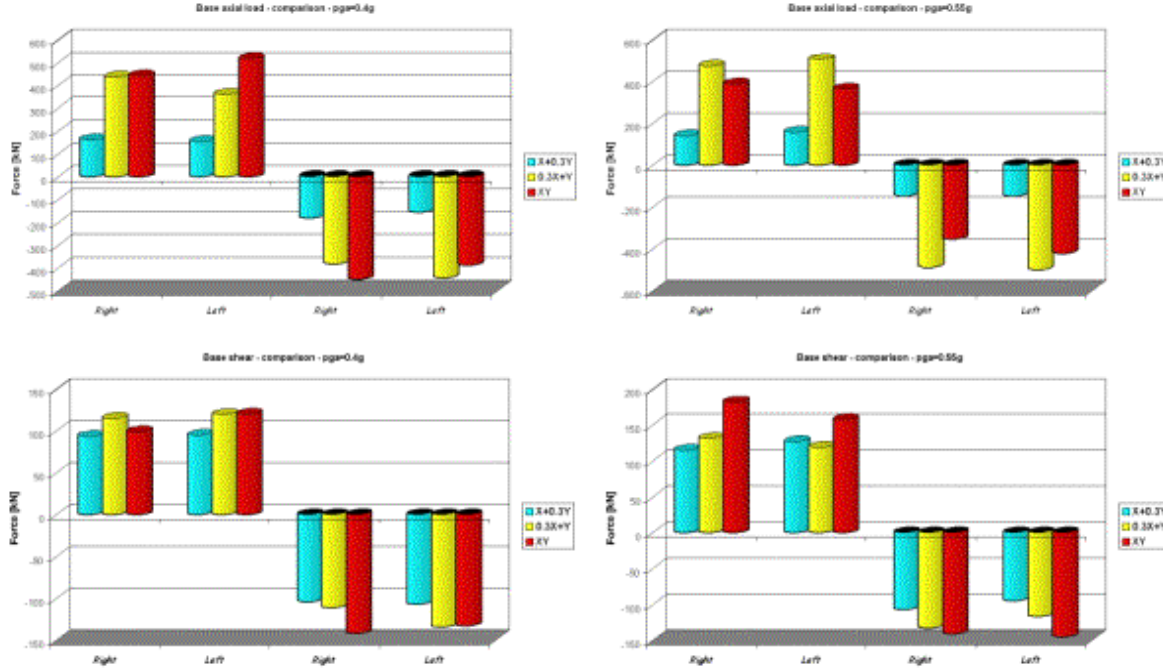 Base axial load - comparison - pga=0.4g
600
500
400
300
200
100
0
-100
-200
-300
-400
-500
Force [kN]
Right
Left
Right
Left
X+0.3Y
0.3X+Y
XY
Base axial load - comparison - pga=0.55g
600
400
200
0
-200
-400
-600
Force [kN]
Right
Left
Right
Left
X+0.3Y
0.3X+Y
XY
Base shear - comparison - pga=0.4g
150
100
50
0
-50
-100
-150
Force [kN]
Right
Left
Right
Left
X+0.3Y
0.3X+Y
XY
Base shear - comparison - pga=0.55g
200
150
100
50
0
-50
-100
-150
Force [kN]
Right
Left
Right
Left
X+0.3Y
0.3X+Y
XY